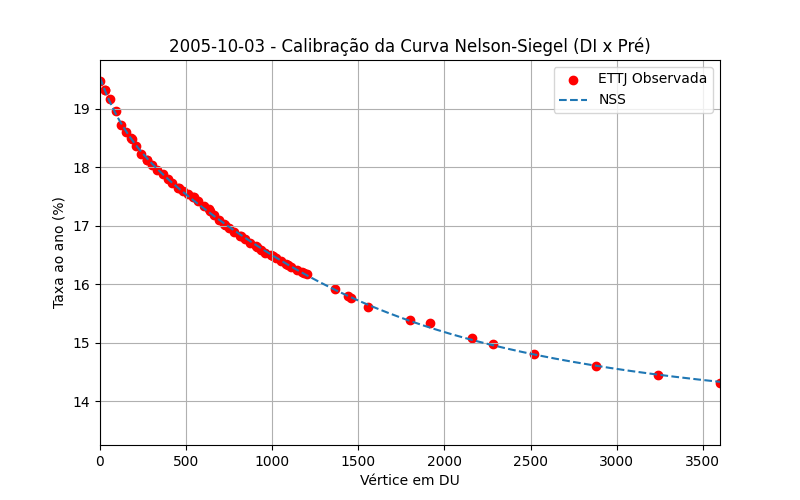 2005-10-03 - Calibração da Curva Nelson-Siegel (DI x Pré)
ETTJ Observada
NSS
Taxa ao ano (%)
19
18
17
16
15
14
0 500 1000 1500 2000 2500 3000 3500
Vértice em DU